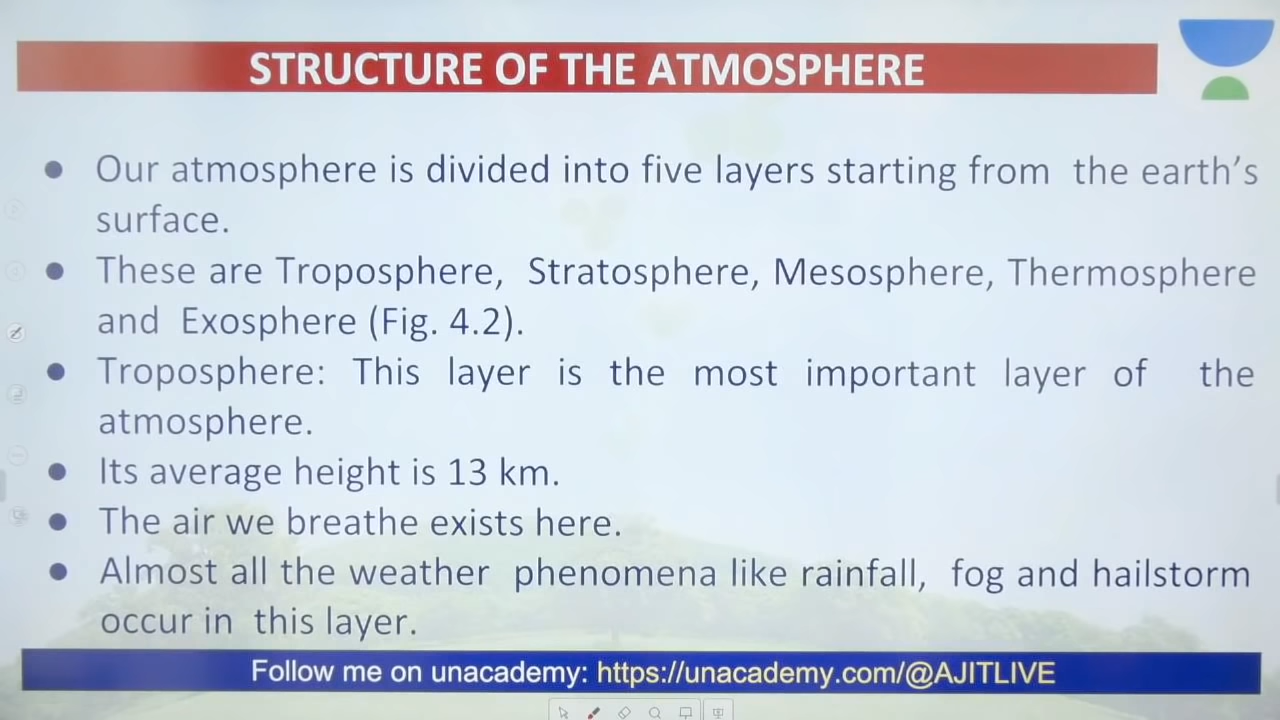 STRUCTURE OF THE ATMOSPHERE
● Our atmosphere is divided into five layers starting from the earth’s
surface.
● These are Troposphere, Stratosphere, Mesosphere, Thermosphere
and Exosphere (Fig. 4.2).
● Troposphere: This layer is the most important layer of the
atmosphere.
● Its average height is 13 km.
● The air we breathe exists here.
● Almost all the weather phenomena like rainfall, fog and hailstorm
occur in this layer.
Follow me on unacademy: https://unacademy.com/@AJITLIVE